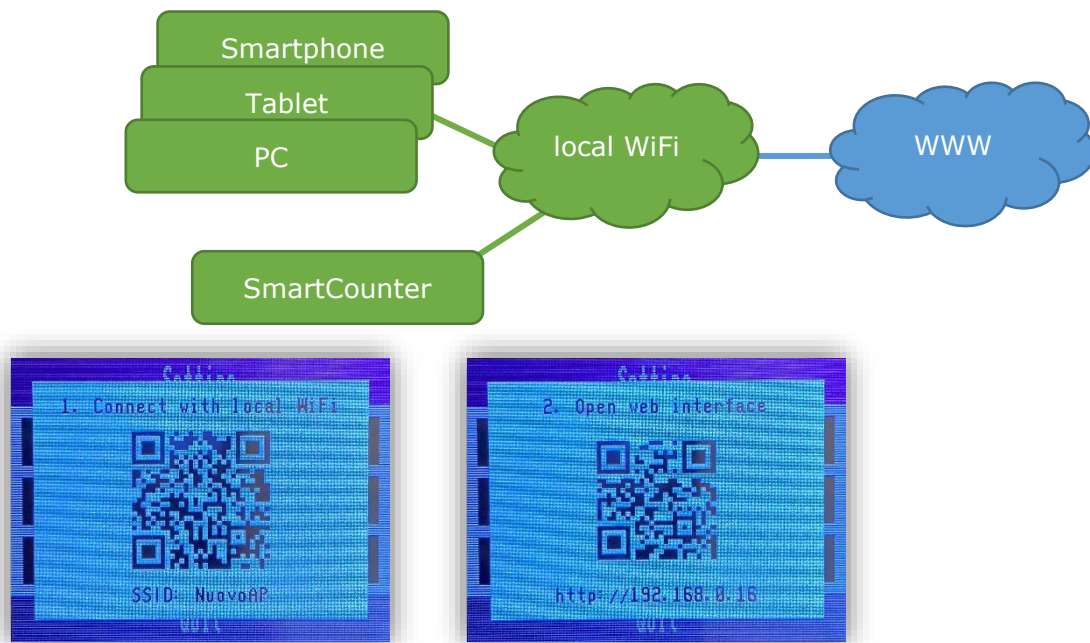 Smartphone
Tablet
PC
local WiFi
WWW
SmartCounter
1. Connect with local WiFi
SSID: NuovoAP
2. Open web interface
http://192.168.0.16
Quit